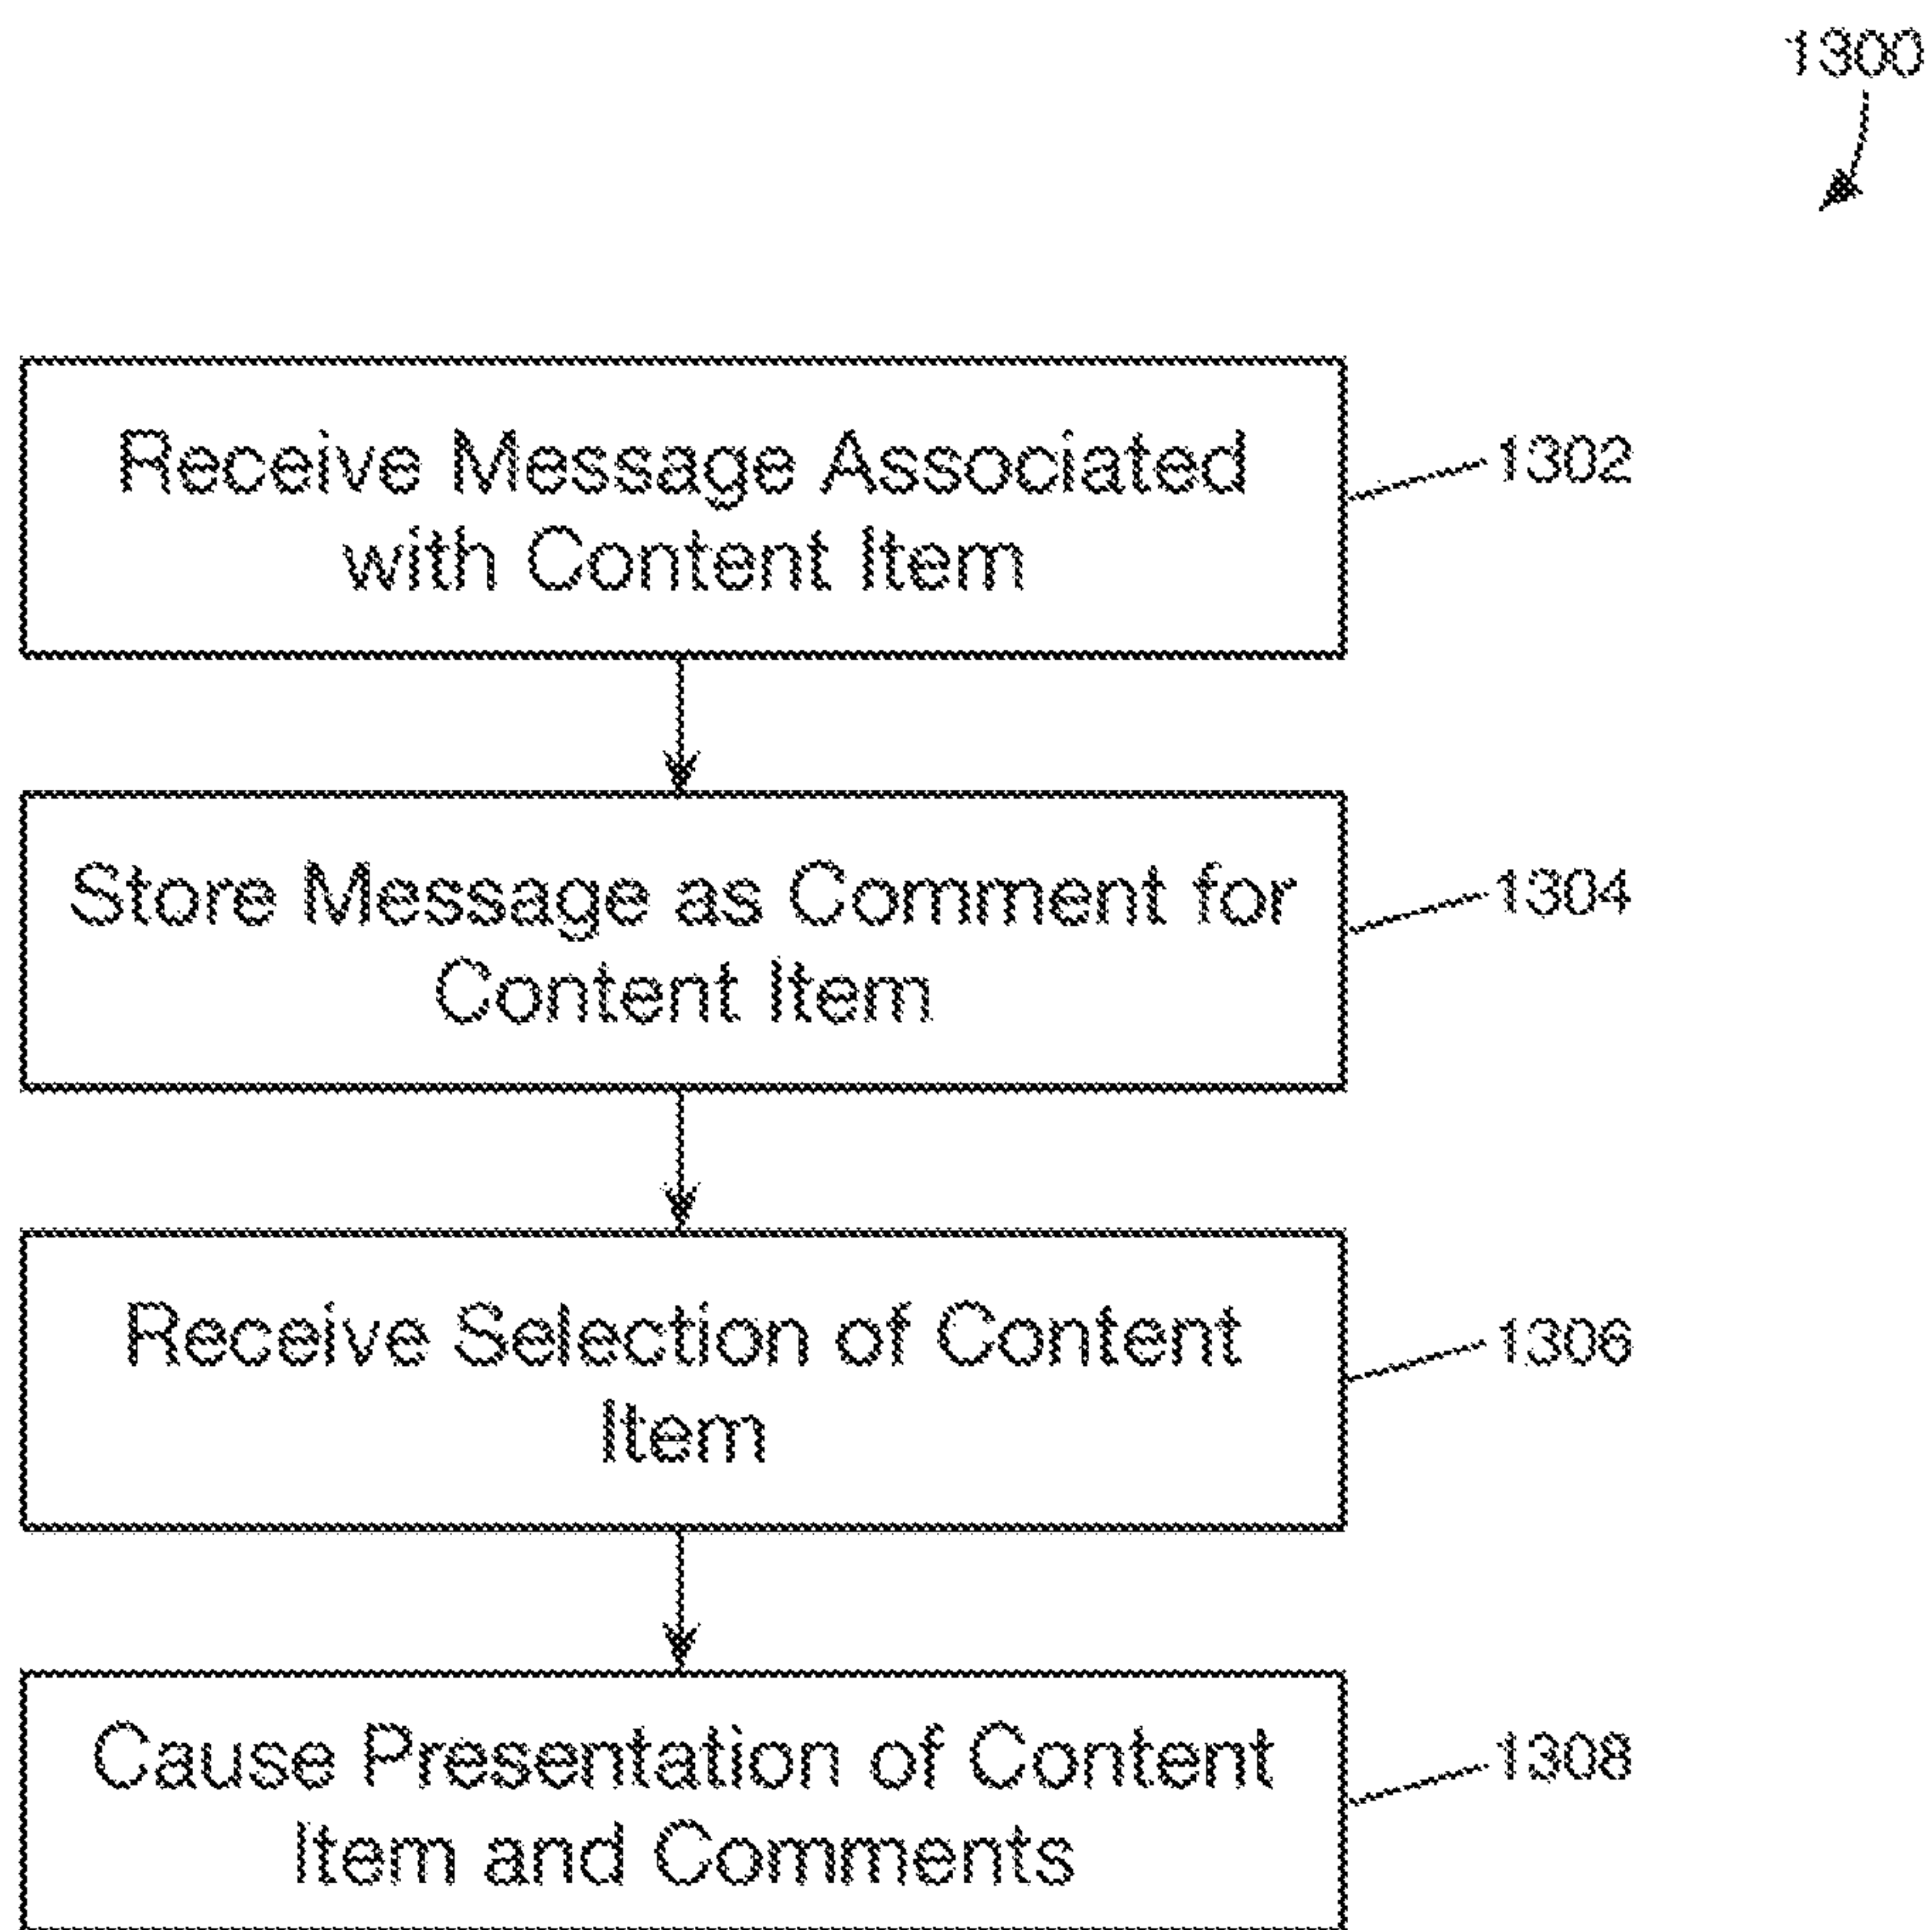 1300
Receive Message Associated
with Content Item
1302
Store Message as Comment for
Content Item
1304
Receive Selection of Content
Item
1306
Cause Presentation of Content
Item and Comments
1308